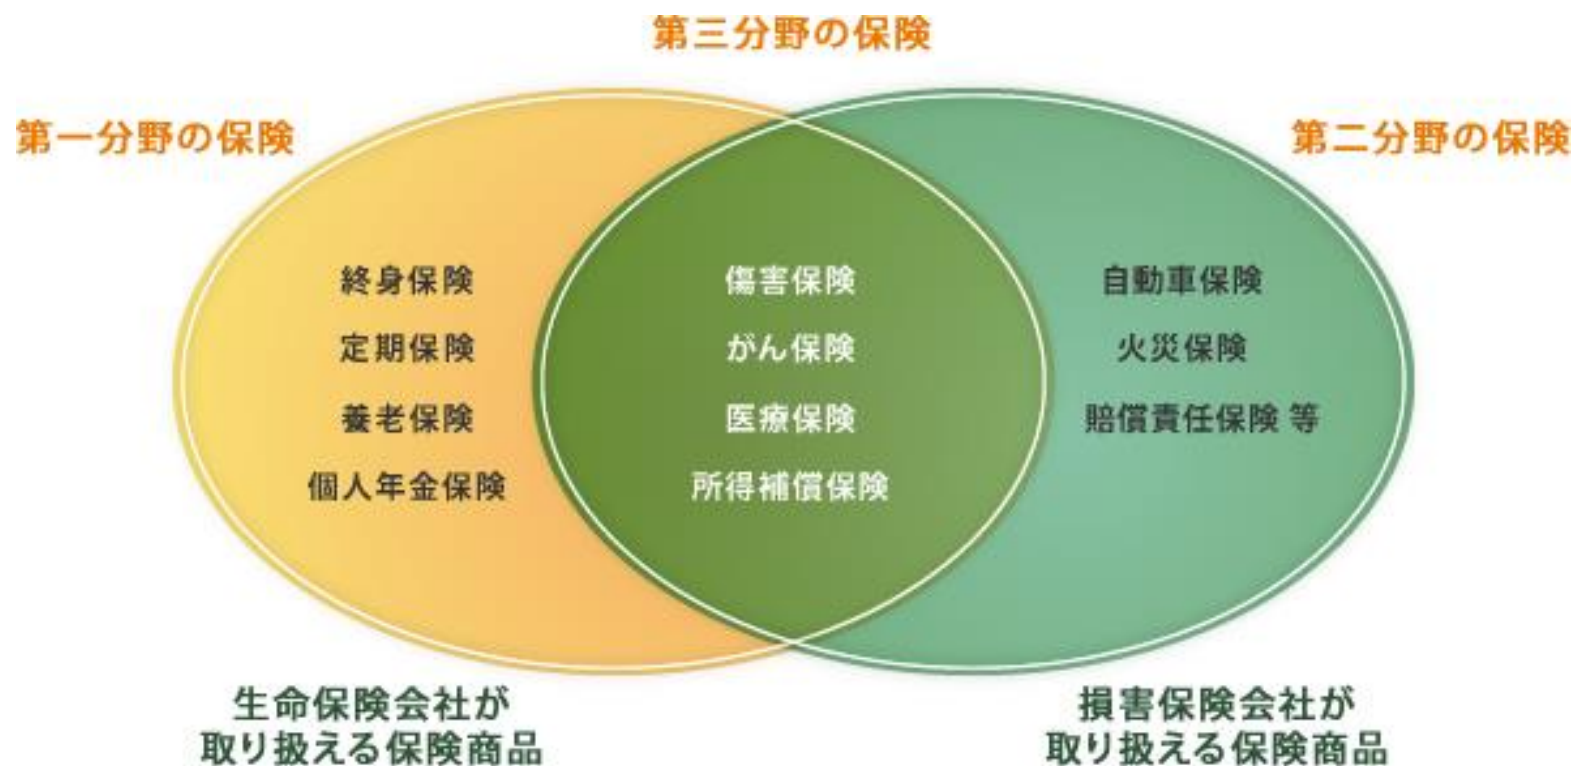 第三分野の保険
第一分野の保険
第二分野の保険
終身保険
定期保険
養老保険
個人年金保険
傷害保険
がん保険
医療保険
所得補償保険
自動車保険
火災保険
賠償責任保険 等
生命保険会社が
取り扱える保険商品
損害保険会社が
取り扱える保険商品